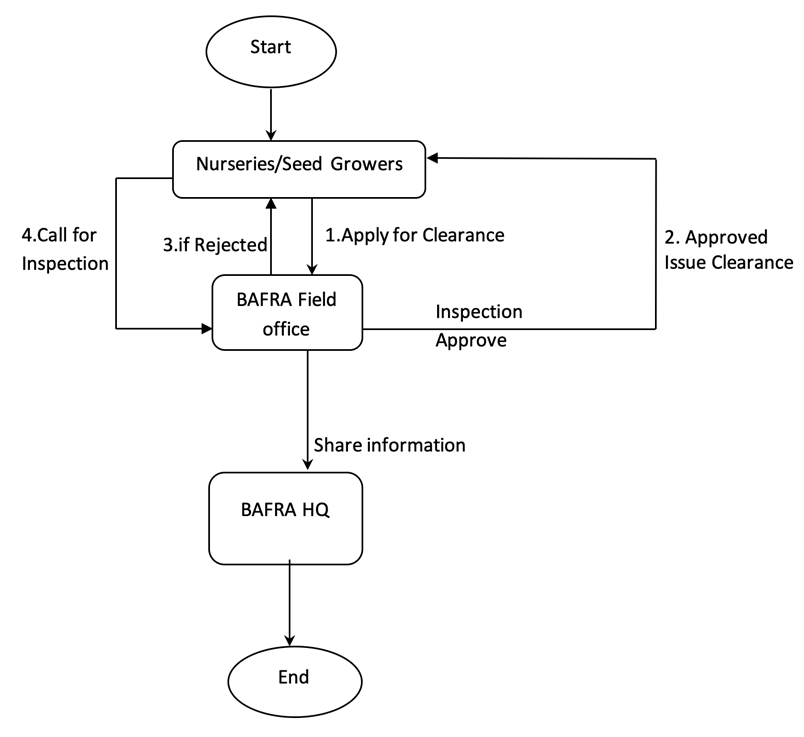 Start
Nurseries/Seed Growers
4.Call for
Inspection
3.if Rejected
1.Apply for Clearance
2. Approved
Issue Clearance
BAFRA Field
office
Inspection
Approve
Share information
BAFRA HQ
End